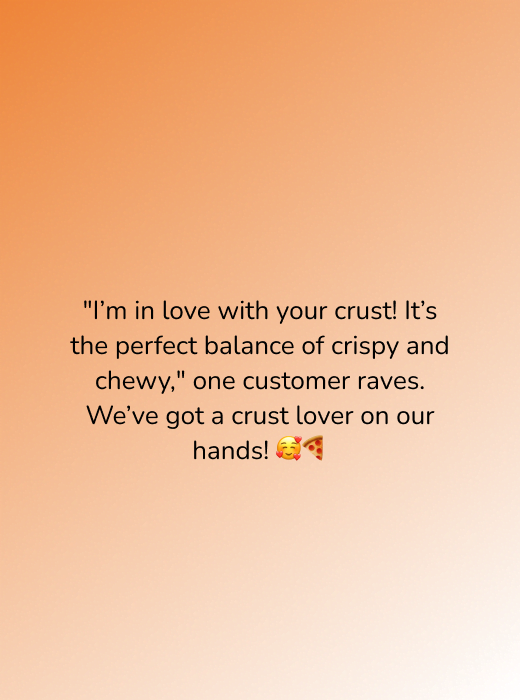 "I’m in love with your crust! It’s
the perfect balance of crispy and
chewy," one customer raves.
We’ve got a crust lover on our
hands! 🥰🍕